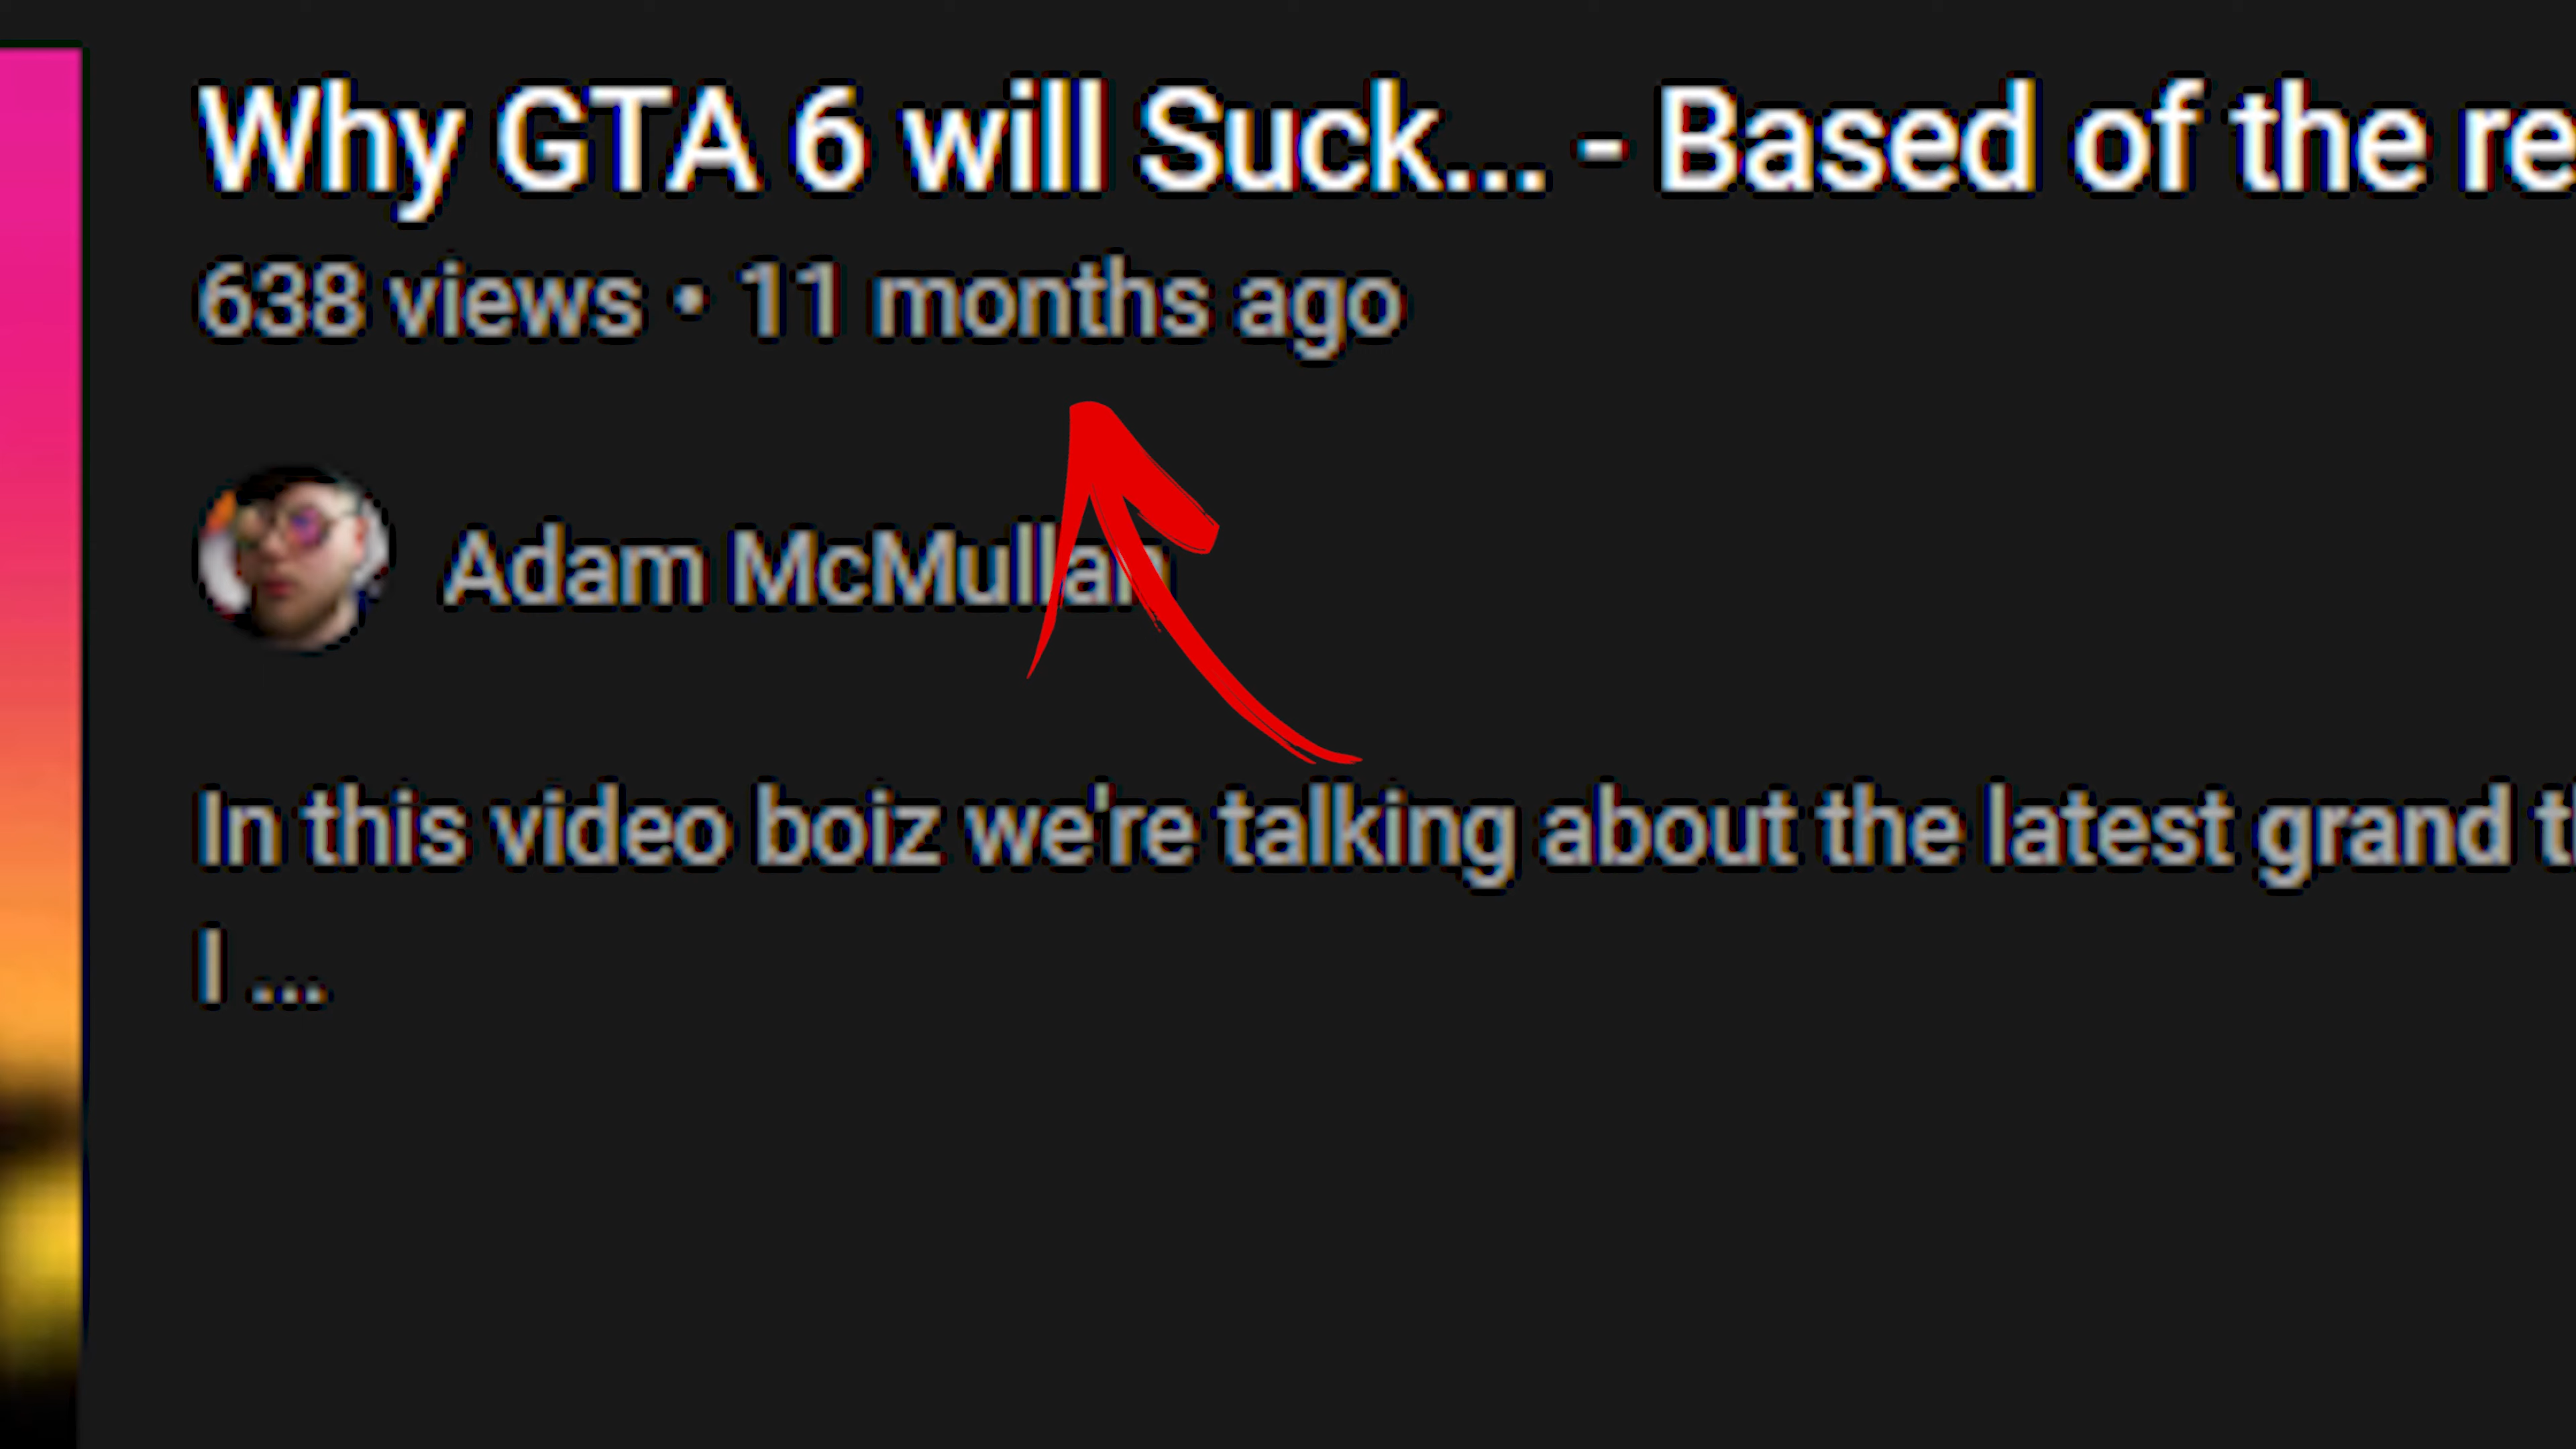 Why GTA 6 will Suck... - Based of the re
638 views • 11 months ago
Adam McMullan
In this video boiz we're talking about the latest grand th
I ...